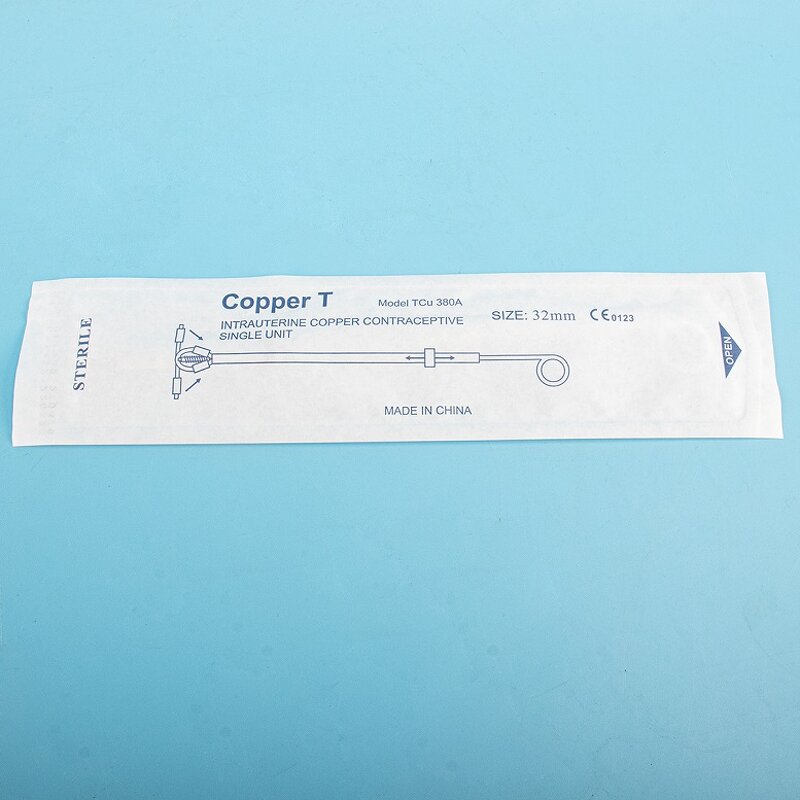 STERILE
Copper T
Model TCu 380A
INTRAUTERINE COPPER CONTRACEPTIVE
SINGLE UNIT
SIZE: 32mm
CE0123
OPEN
MADE IN CHINA